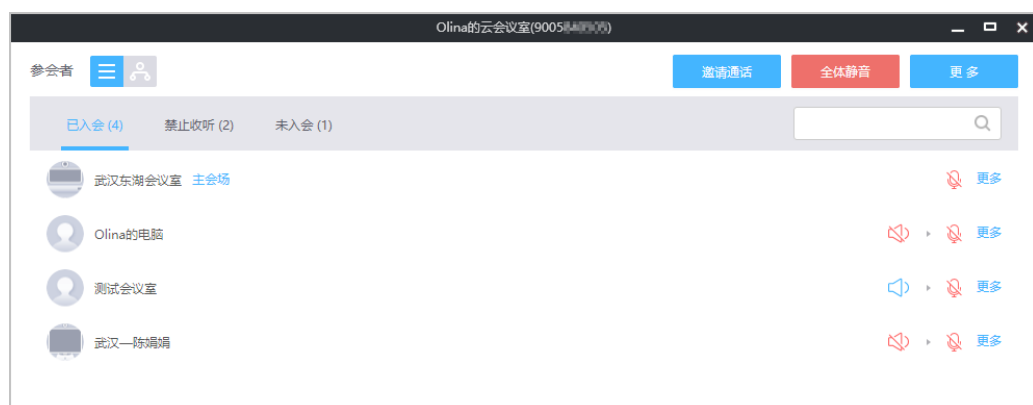 Olina的云会议室(9005
参会者 邀请通话 全体静音 更多
已入会 (4) 禁止收听 (2) 未入会 (1)
武汉东湖会议室 主会场 更多
Olina的电脑 更多
测试会议室 更多
武汉—陈娟娟 更多